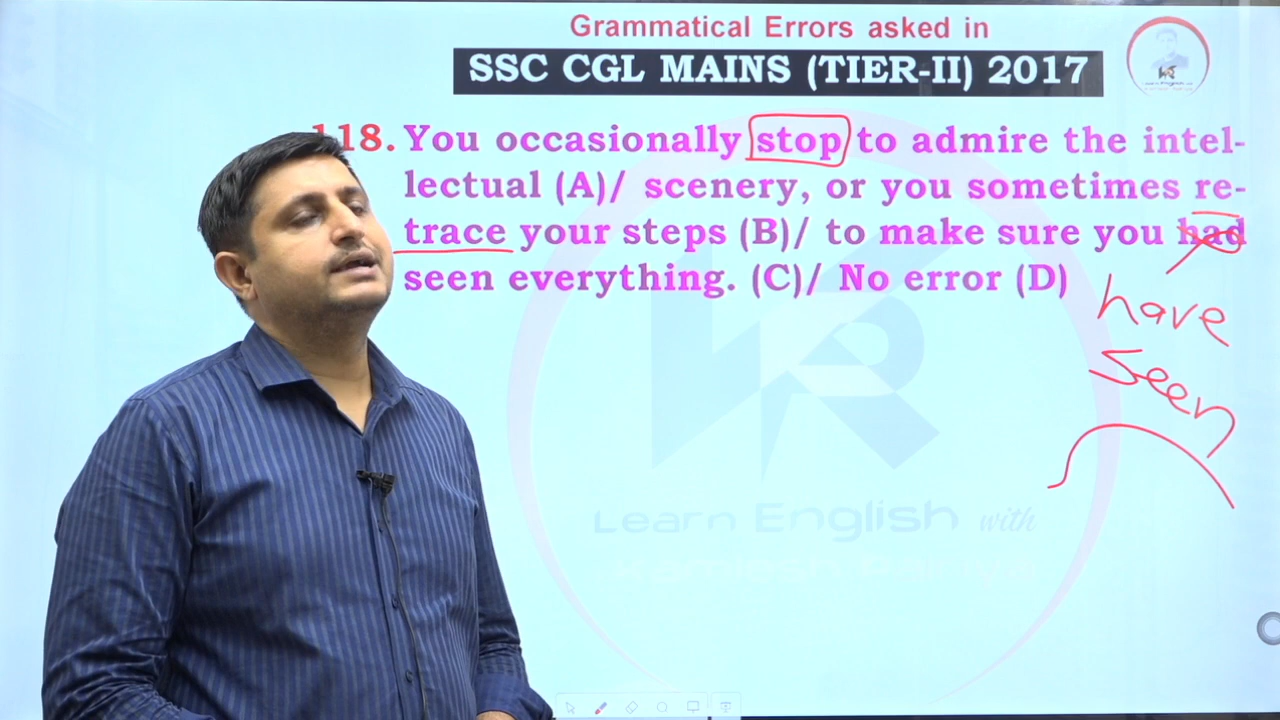 Grammatical Errors asked in
SSC CGL MAINS (TIER-II) 2017
118. You occasionally stop to admire the intel-
lectual (A)/ scenery, or you sometimes re-
trace your steps (B)/ to make sure you had
seen everything. (C)/ No error (D)
have
seen
Learn English with